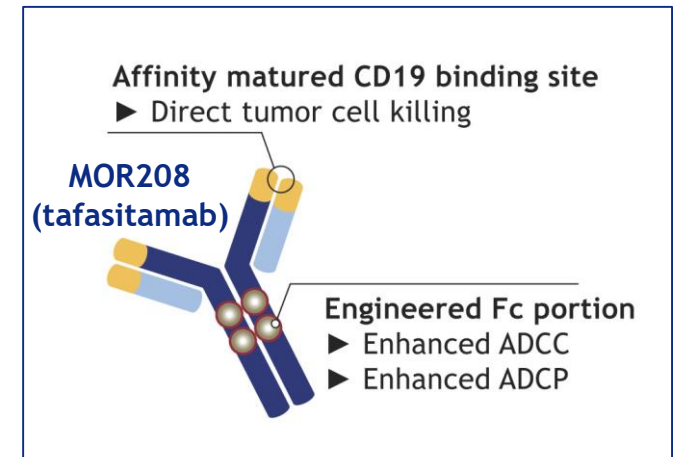 Affinity matured CD19 binding site
► Direct tumor cell killing
MOR208
(tafasitamab)
Engineered Fc portion
► Enhanced ADCC
► Enhanced ADCP